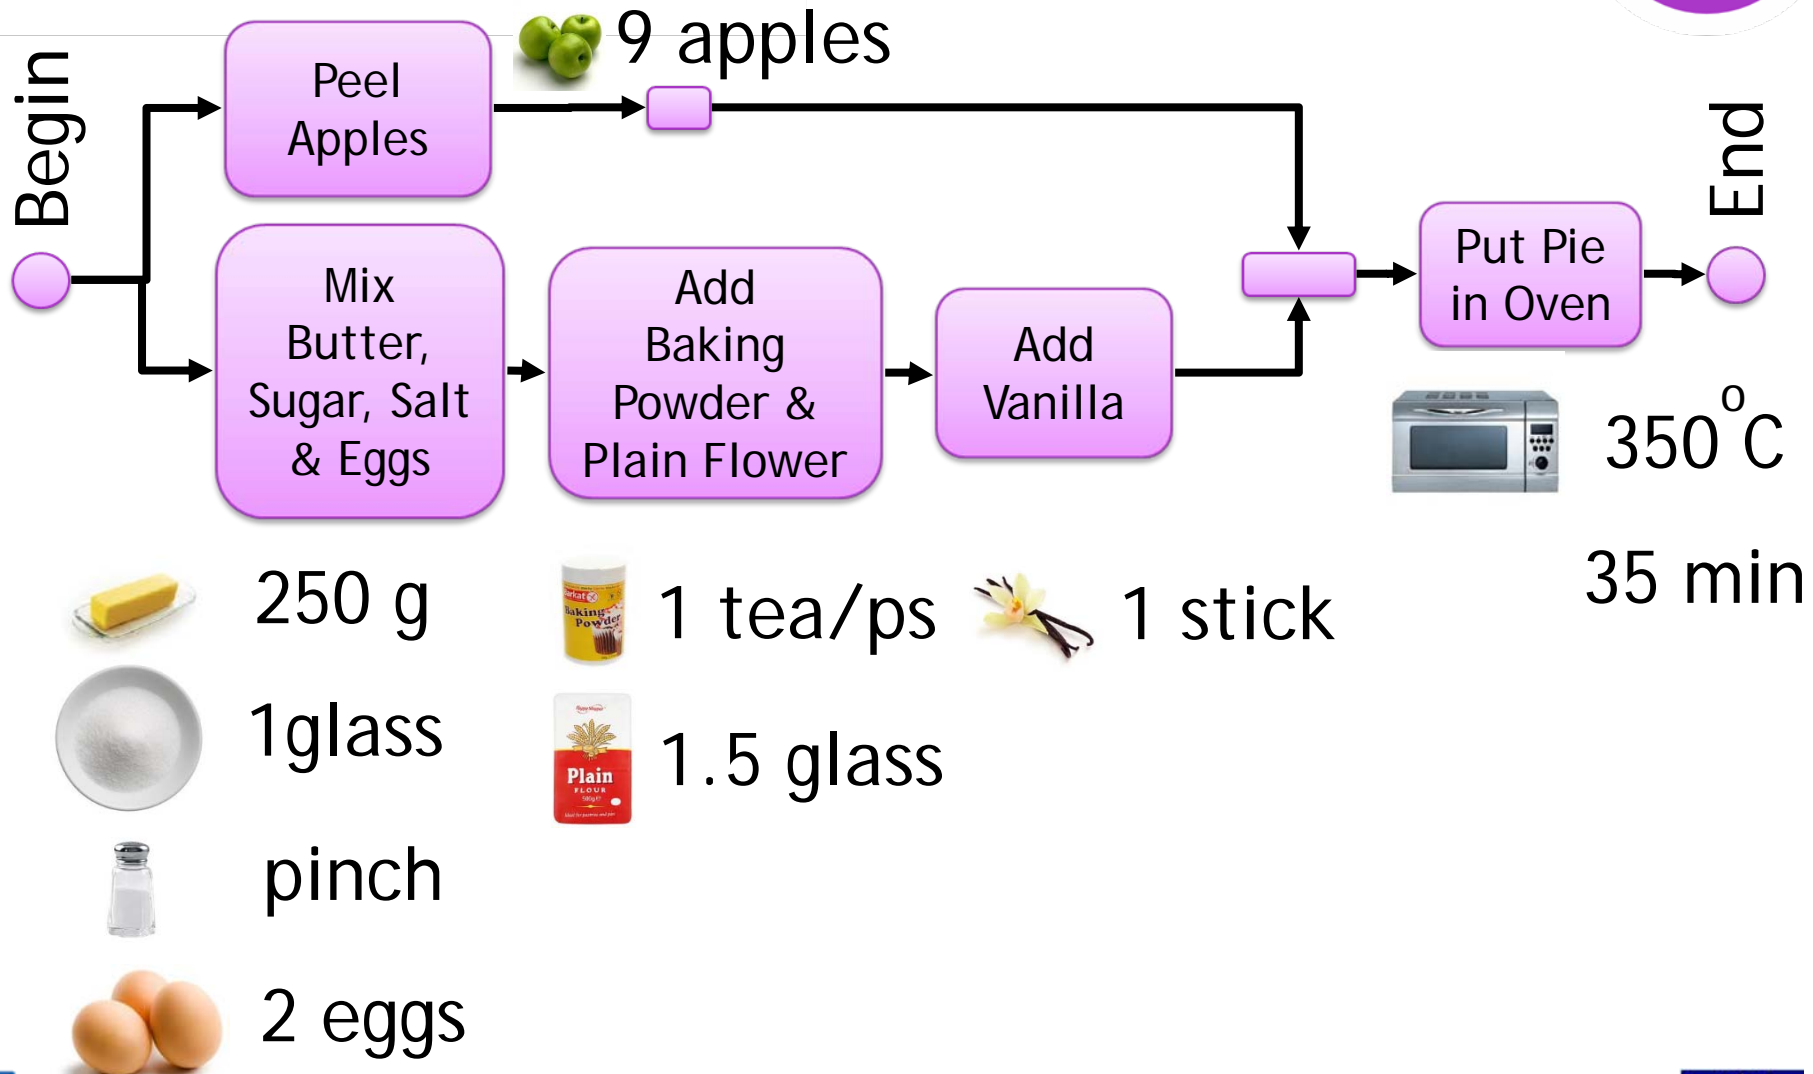 Begin
Peel
Apples
9 apples
Mix
Butter,
Sugar, Salt
& Eggs
Add
Baking
Powder &
Plain Flower
Add
Vanilla
Put Pie
in Oven
End
350°C
35 min
250 g
1glass
pinch
2 eggs
Baking
Powder
1 tea/ps
Plain
FLOUR
1.5 glass
1 stick